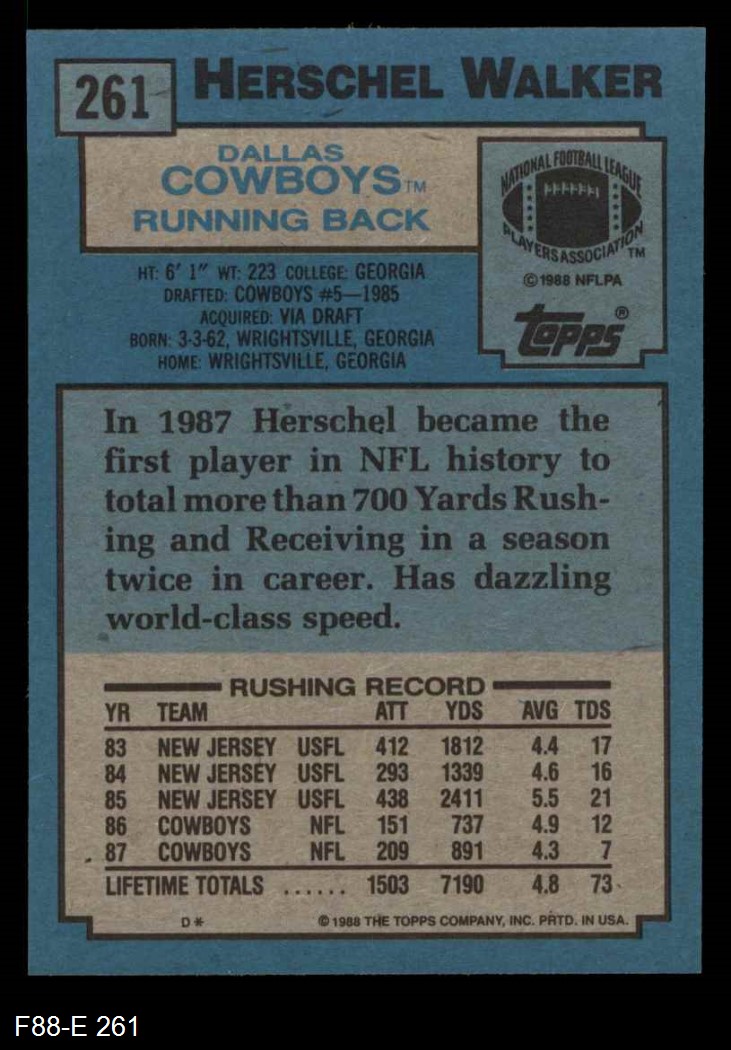 261
HERSCHEL WALKER
DALLAS
COWBOYS™
RUNNING BACK
NATIONAL FOOTBALL LEAGUE
PLAYERS ASSOCIATION™
©1988 NFLPA
topps®
HT: 6' 1" WT: 223 COLLEGE: GEORGIA
DRAFTED: COWBOYS #5—1985
ACQUIRED: VIA DRAFT
BORN: 3-3-62, WRIGHTSVILLE, GEORGIA
HOME: WRIGHTSVILLE, GEORGIA
In 1987 Herschel became the
first player in NFL history to
total more than 700 Yards Rush-
ing and Receiving in a season
twice in career. Has dazzling
world-class speed.
RUSHING RECORD
YR TEAM ATT YDS AVG TDS
83 NEW JERSEY USFL 412 1812 4.4 17
84 NEW JERSEY USFL 293 1339 4.6 16
85 NEW JERSEY USFL 438 2411 5.5 21
86 COWBOYS NFL 151 737 4.9 12
87 COWBOYS NFL 209 891 4.3 7
LIFETIME TOTALS ...... 1503 7190 4.8 73
D* ©1988 THE TOPPS COMPANY, INC. PRTD. IN USA.
F88-E 261